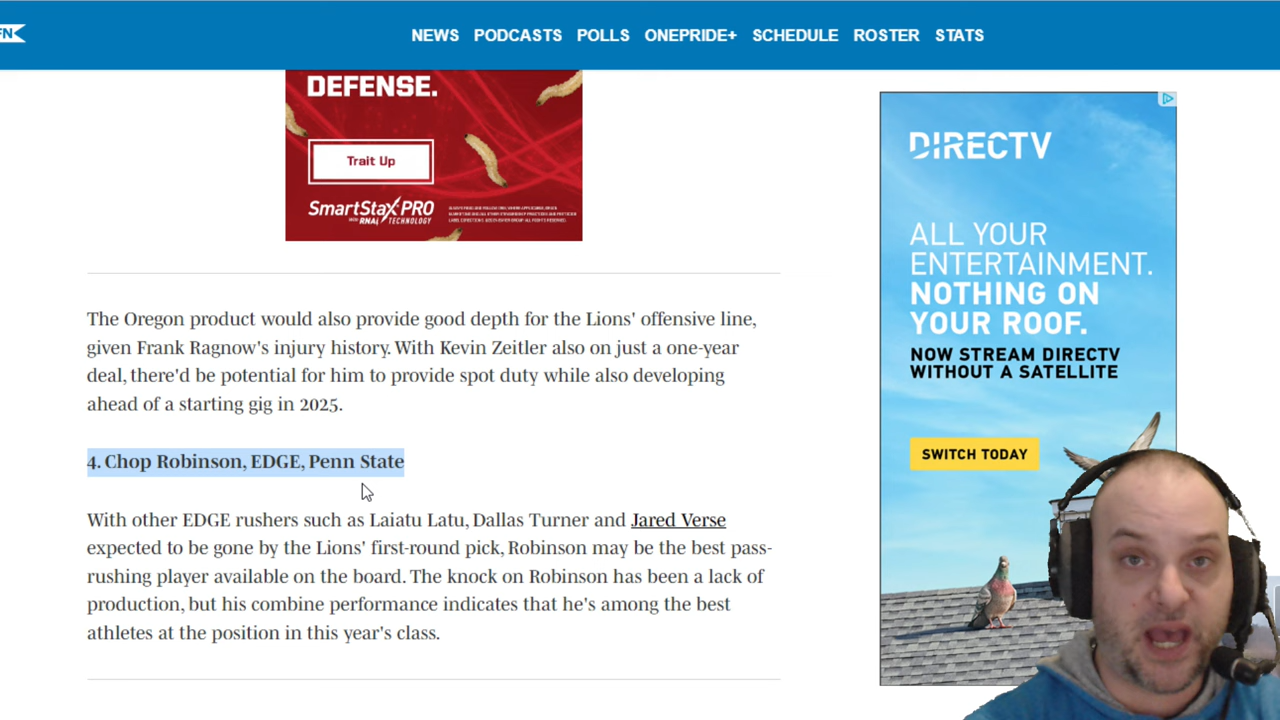 FN
NEWS PODCASTS POLLS ONEPRIDE+ SCHEDULE ROSTER STATS
DEFENSE.
Trait Up
SmartStax PRO
WITH RNAi TECHNOLOGY
The Oregon product would also provide good depth for the Lions' offensive line,
given Frank Ragnow's injury history. With Kevin Zeitler also on just a one-year
deal, there'd be potential for him to provide spot duty while also developing
ahead of a starting gig in 2025.
4. Chop Robinson, EDGE, Penn State
With other EDGE rushers such as Laiatu Latu, Dallas Turner and Jared Verse
expected to be gone by the Lions' first-round pick, Robinson may be the best pass-
rushing player available on the board. The knock on Robinson has been a lack of
production, but his combine performance indicates that he's among the best
athletes at the position in this year's class.
DIRECTV
ALL YOUR
ENTERTAINMENT.
NOTHING ON
YOUR ROOF.
NOW STREAM DIRECTV
WITHOUT A SATELLITE
SWITCH TODAY